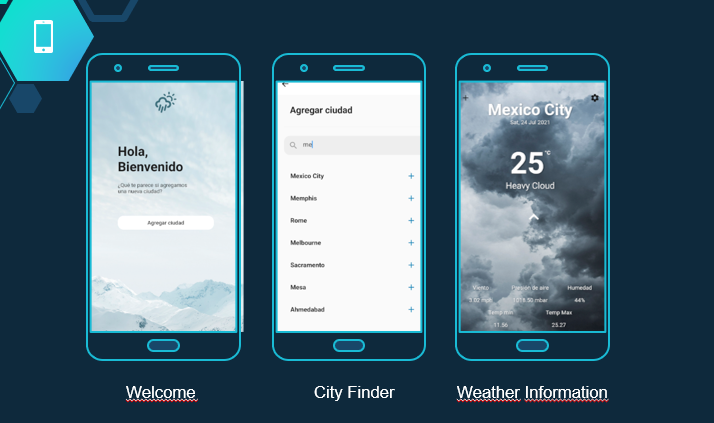 Hola,
Bienvenido
¿Qué te parece si agregamos
una nueva ciudad?
Agregar ciudad
Welcome
Agregar ciudad
me
Mexico City
Memphis
Rome
Melbourne
Sacramento
Mesa
Ahmedabad
City Finder
Mexico City
Sat, 24 Jul 2021
25°C
Heavy Cloud
Viento Presión de aire Humedad
3.02 mph 1018.50 mbar 44%
Temp Min Temp Max
11.56 25.27
Weather Information